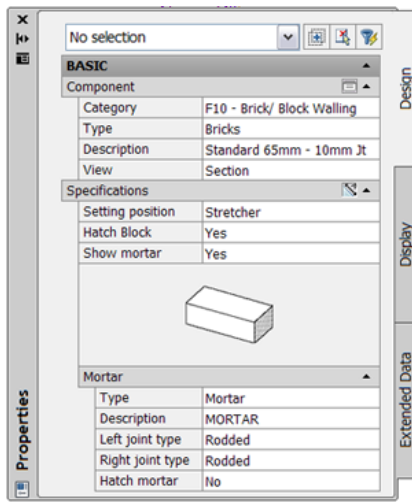 No selection
BASIC
Component
Category F10 - Brick/ Block Walling
Type Bricks
Description Standard 65mm - 10mm Jt
View Section
Specifications
Setting position Stretcher
Hatch Block Yes
Show mortar Yes
Mortar
Type Mortar
Description MORTAR
Left joint type Rodded
Right joint type Rodded
Hatch mortar No
Properties
Design
Display
Extended Data